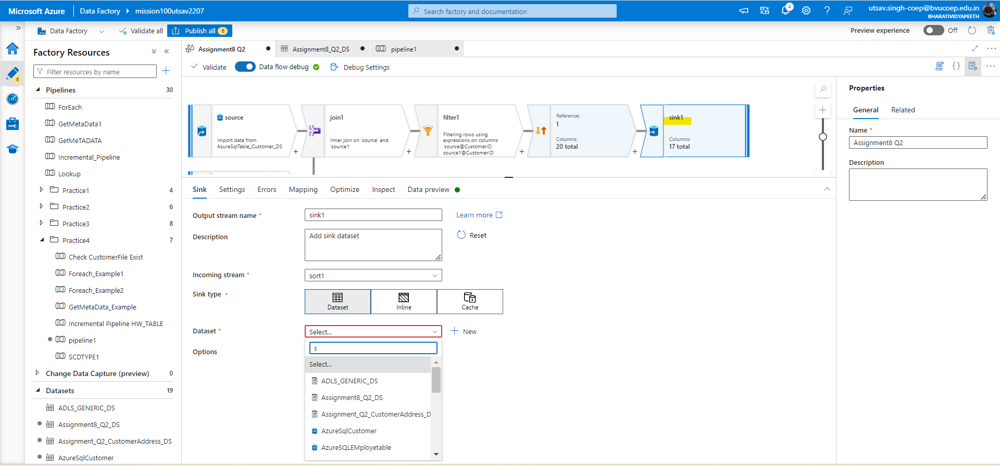 Microsoft Azure
Data Factory
mission100utsav2207
Search factory and documentation
4
utsav.singh-coep@bvucoep.edu.in
BHARATIVIDYAPEETH
Data Factory
Validate all
Publish all 6
Preview experience
Off
Factory Resources
Filter resources by name
6
Pipelines 30
ForEach
GetMetaData1
GetMeTADATA
Incremental_Pipeline
Lookup
Practice1 4
Practice2 6
Practice3 8
Practice4 7
Check CustomerFile Exist
Foreach_Example1
Foreach_Example2
GetMetaData_Example
Incremental Pipeline HW_TABLE
pipeline1
SCDTYPE1
Change Data Capture (preview) 0
Datasets 19
ADLS_GENERIC_DS
Assignment8_Q2_DS
Assignment_Q2_CustomerAddress_DS
AzureSqlCustomer
Assignment8 Q2
Assignment8_Q2_DS
pipeline1
Validate
Data flow debug
Debug Settings
source
Import data from
AzureSqlTable_Customer_DS
+
join1
Inner join on 'source' and
'source1'
+
filter1
Filtering rows using
expressions on columns
'source@CustomerID,
source1@CustomerID'
+
Reference:
1
Columns:
20 total
+
sink1
Columns:
17 total
Sink
Settings
Errors
Mapping
Optimize
Inspect
Data preview
Output stream name *
sink1
Learn more
Description
Add sink dataset
Reset
Incoming stream *
sort1
Sink type *
Dataset
Inline
Cache
Dataset *
Select...
New
s
Options
Select...
ADLS_GENERIC_DS
Assignment8_Q2_DS
Assignment_Q2_CustomerAddress_D
AzureSqlCustomer
AzureSQLEMployetable
Properties
General
Related
Name *
Assignment8 Q2
Description